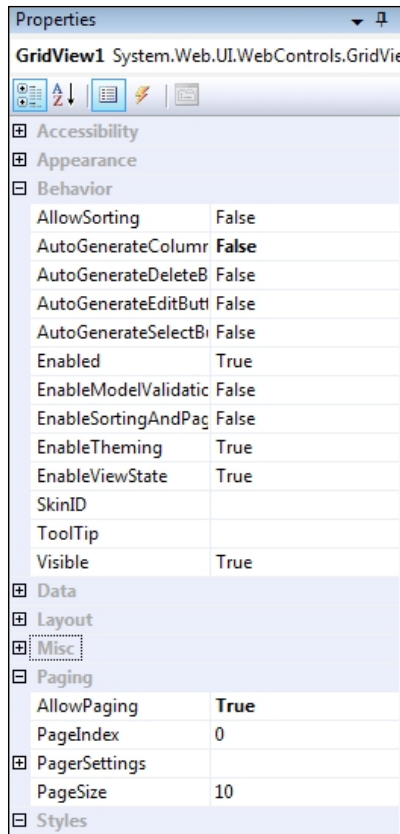 Properties
GridView1 System.Web.UI.WebControls.GridVie
Accessibility
Appearance
Behavior
AllowSorting False
AutoGenerateColumn False
AutoGenerateDeleteB False
AutoGenerateEditButt False
AutoGenerateSelectBu False
Enabled True
EnableModelValidatic False
EnableSortingAndPag False
EnableTheming True
EnableViewState True
SkinID
ToolTip
Visible True
Data
Layout
Misc
Paging
AllowPaging True
PageIndex 0
PagerSettings
PageSize 10
Styles